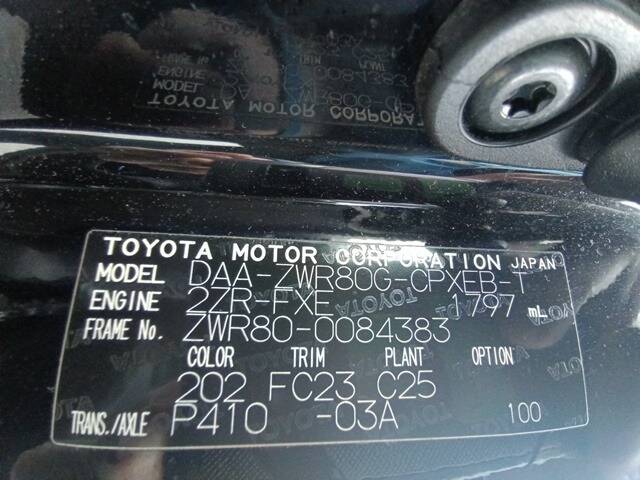 TOYOTA MOTOR CORPORATION JAPAN
MODEL DAA-ZWR80G-CPXEB-T
ENGINE 2ZR-FXE 1797 mL
FRAME No. ZWR80-0084383
COLOR TRIM PLANT OPTION
202 FC23 C25
TRANS./AXLE P410 -03A 100